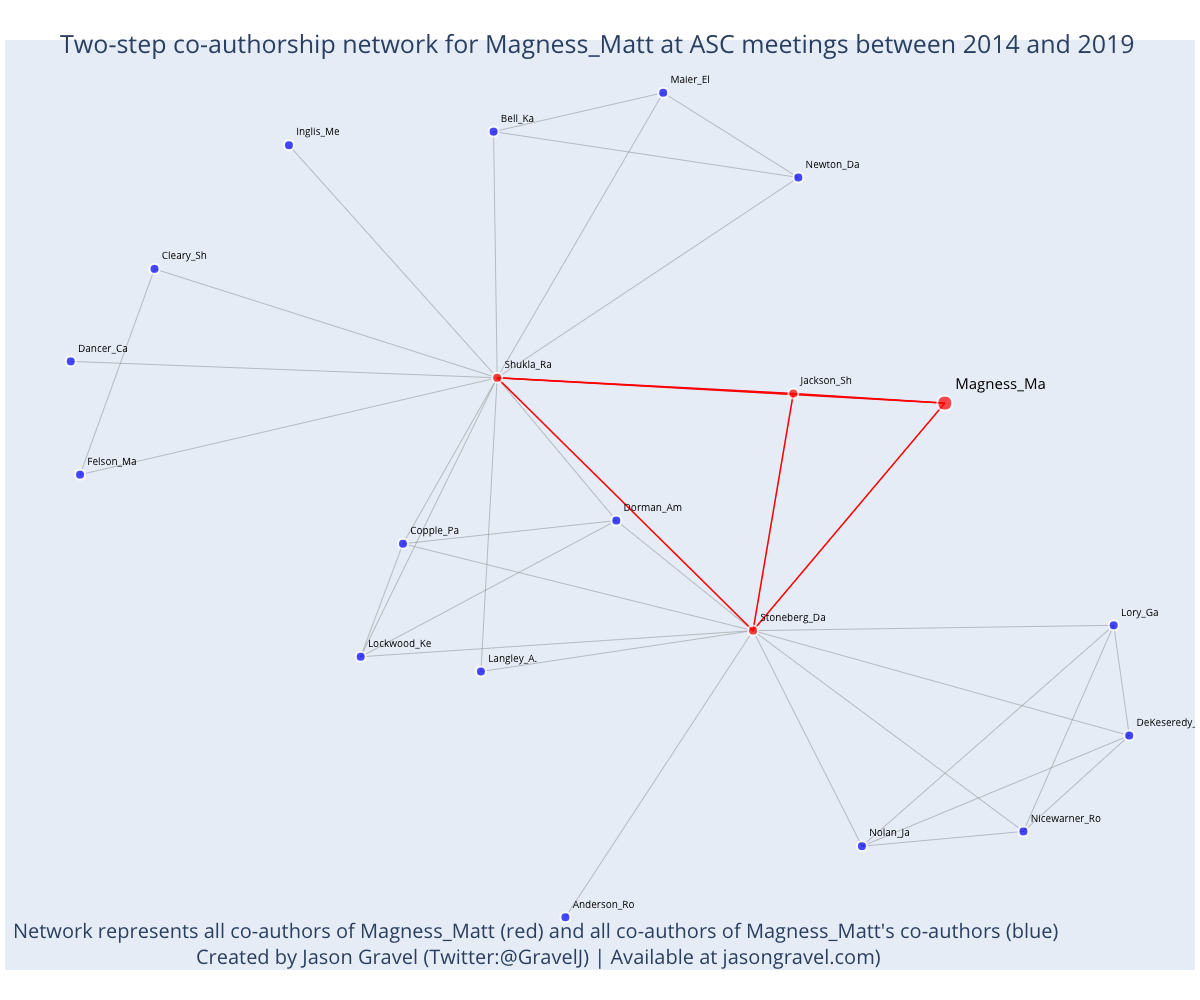 Two-step co-authorship network for Magness_Matt at ASC meetings between 2014 and 2019
Maier_El
Bell_Ka
Inglis_Me
Newton_Da
Cleary_Sh
Dancer_Ca
Shukla_Ra
Jackson_Sh
Magness_Ma
Felson_Ma
Dorman_Am
Copple_Pa
Stoneberg_Da
Lory_Ga
Lockwood_Ke
Langley_A.
DeKeseredy_
Nicewarner_Ro
Nolan_Ja
Anderson_Ro
Network represents all co-authors of Magness_Matt (red) and all co-authors of Magness_Matt's co-authors (blue)
Created by Jason Gravel (Twitter:@GravelJ) | Available at jasongravel.com)